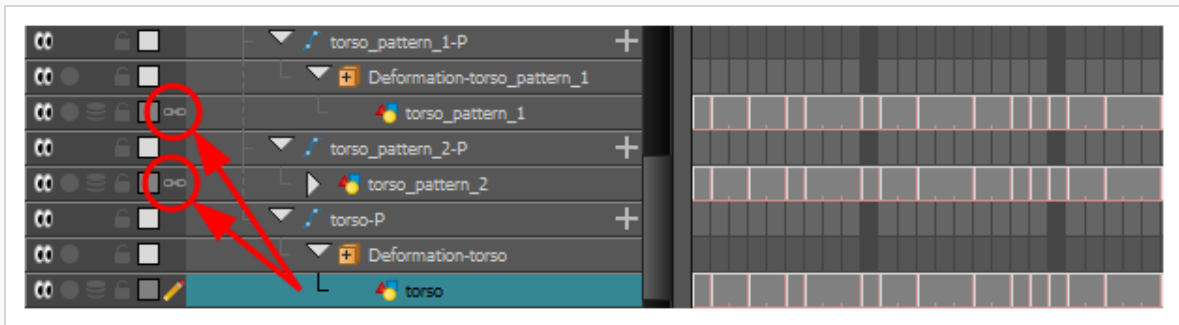 torso_pattern_1-P
Deformation-torso_pattern_1
torso_pattern_1
torso_pattern_2-P
torso_pattern_2
torso-P
Deformation-torso
torso